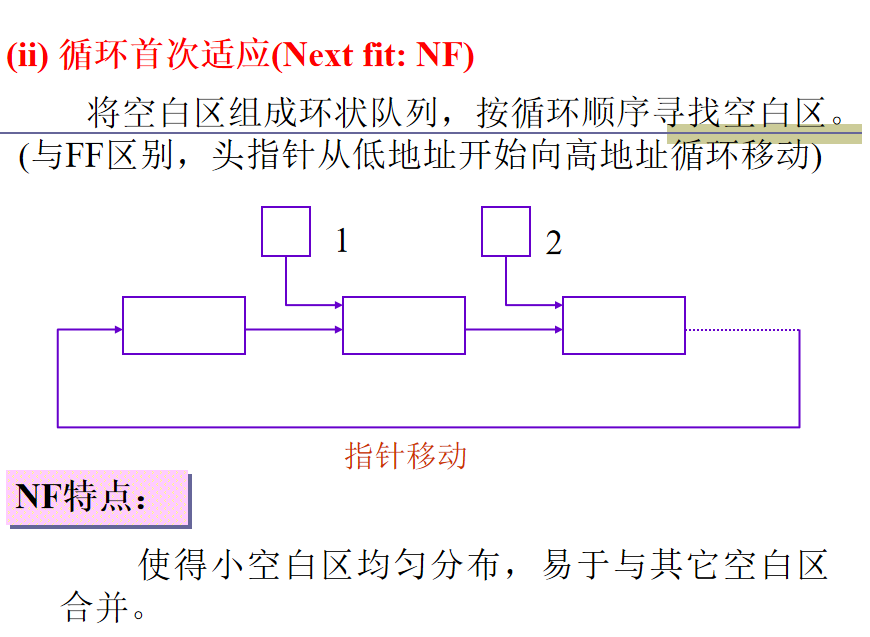 (ii) 循环首次适应(Next fit: NF)
将空白区组成环状队列，按循环顺序寻找空白区。
(与FF区别，头指针从低地址开始向高地址循环移动)
1
2
指针移动
NF特点：
使得小空白区均匀分布，易于与其它空白区
合并。